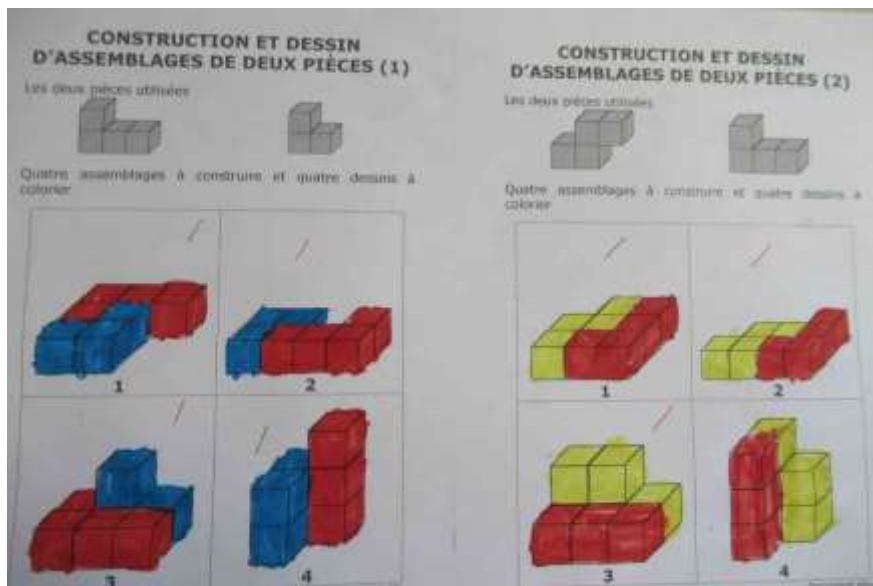 CONSTRUCTION ET DESSIN
D'ASSEMBLAGES DE DEUX PIÈCES (1)
Les deux pièces utilisées
Quatre assemblages à construire et quatre dessins à
colorier
1
2
3
4
CONSTRUCTION ET DESSIN
D'ASSEMBLAGES DE DEUX PIÈCES (2)
Les deux pièces utilisées
Quatre assemblages à construire et quatre dessins à
colorier
1
2
3
4